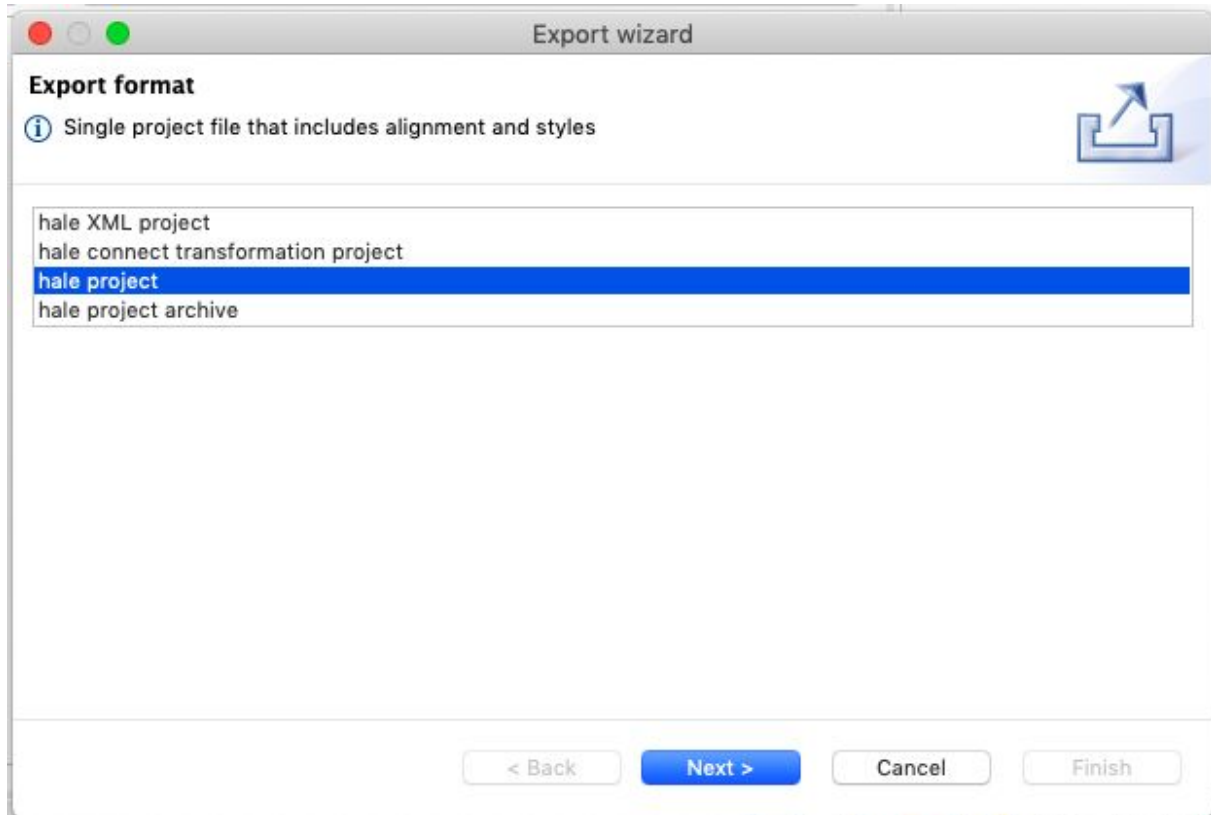 Export wizard
Export format
Single project file that includes alignment and styles
hale XML project
hale connect transformation project
hale project
hale project archive
< Back
Next >
Cancel
Finish